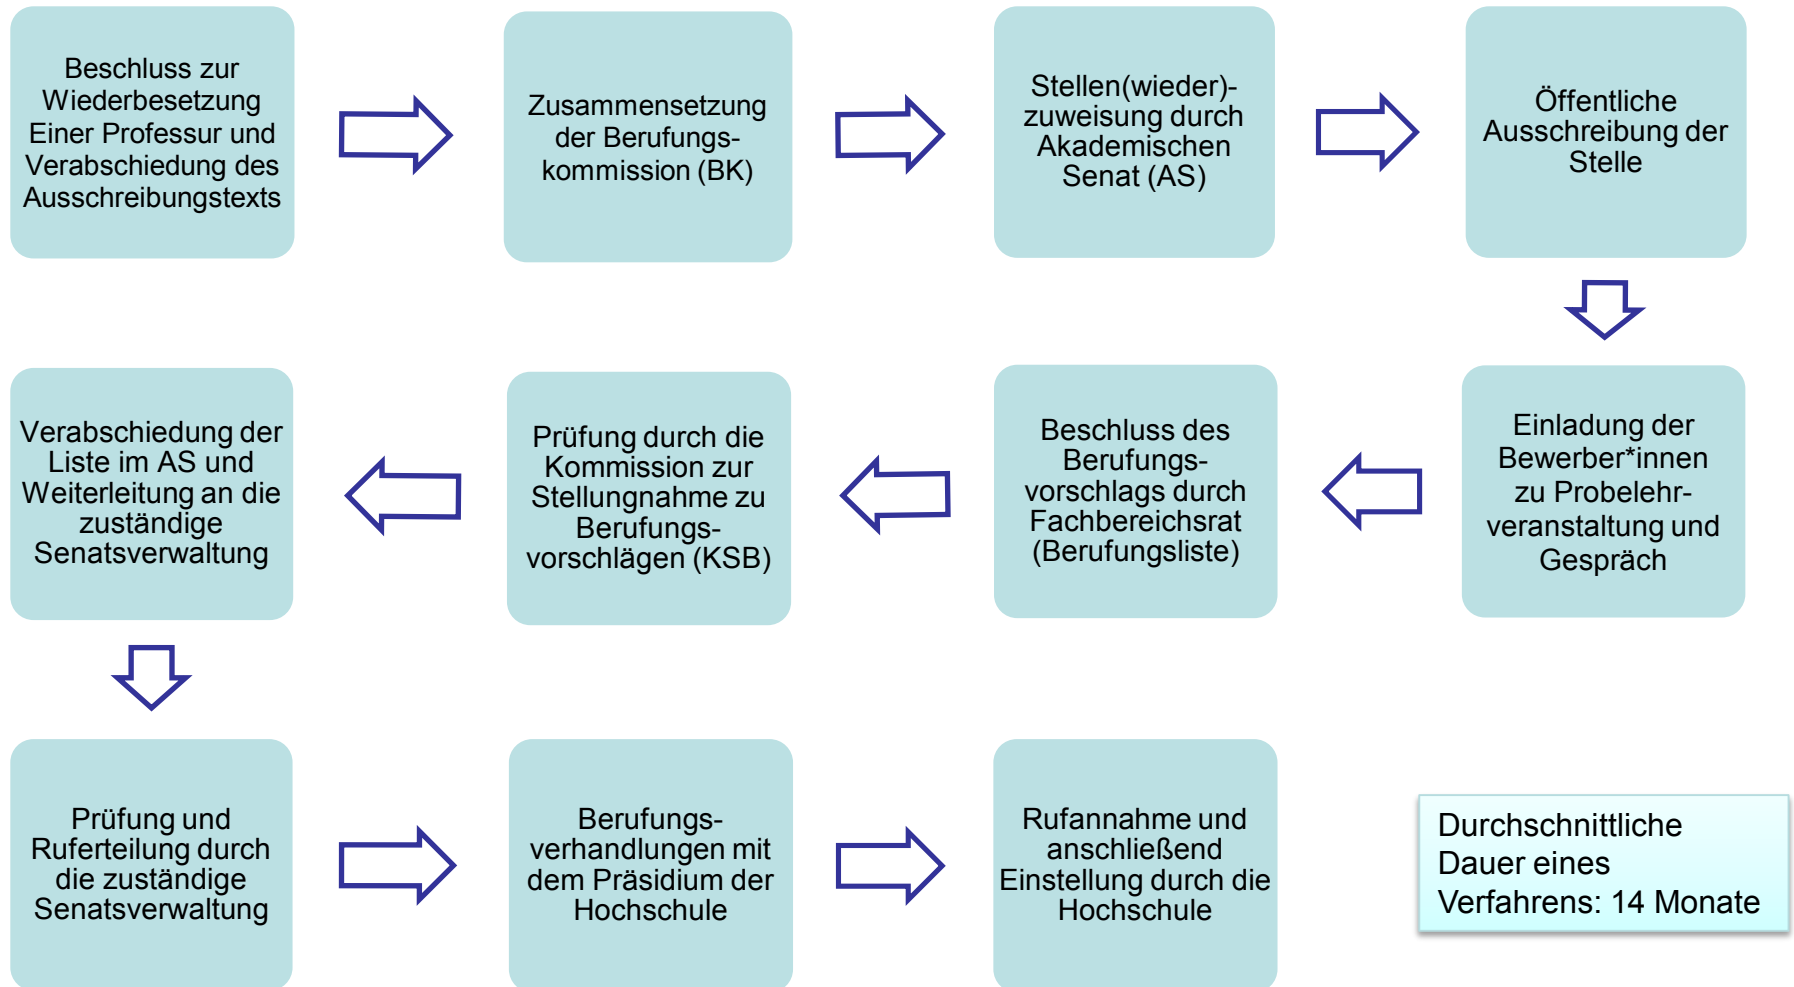 Beschluss zur
Wiederbesetzung
Einer Professur und
Verabschiedung des
Ausschreibungstexts
Zusammensetzung
der Berufungs-
kommission (BK)
Stellen(wieder)-
zuweisung durch
Akademischen
Senat (AS)
Öffentliche
Ausschreibung der
Stelle
Einladung der
Bewerber*innen
zu Probelehr-
veranstaltung und
Gespräch
Beschluss des
Berufungs-
vorschlags durch
Fachbereichsrat
(Berufungsliste)
Prüfung durch die
Kommission zur
Stellungnahme zu
Berufungs-
vorschlägen (KSB)
Verabschiedung der
Liste im AS und
Weiterleitung an die
zuständige
Senatsverwaltung
Prüfung und
Ruferteilung durch
die zuständige
Senatsverwaltung
Berufungs-
verhandlungen mit
dem Präsidium der
Hochschule
Rufannahme und
anschließend
Einstellung durch die
Hochschule
Durchschnittliche
Dauer eines
Verfahrens: 14 Monate